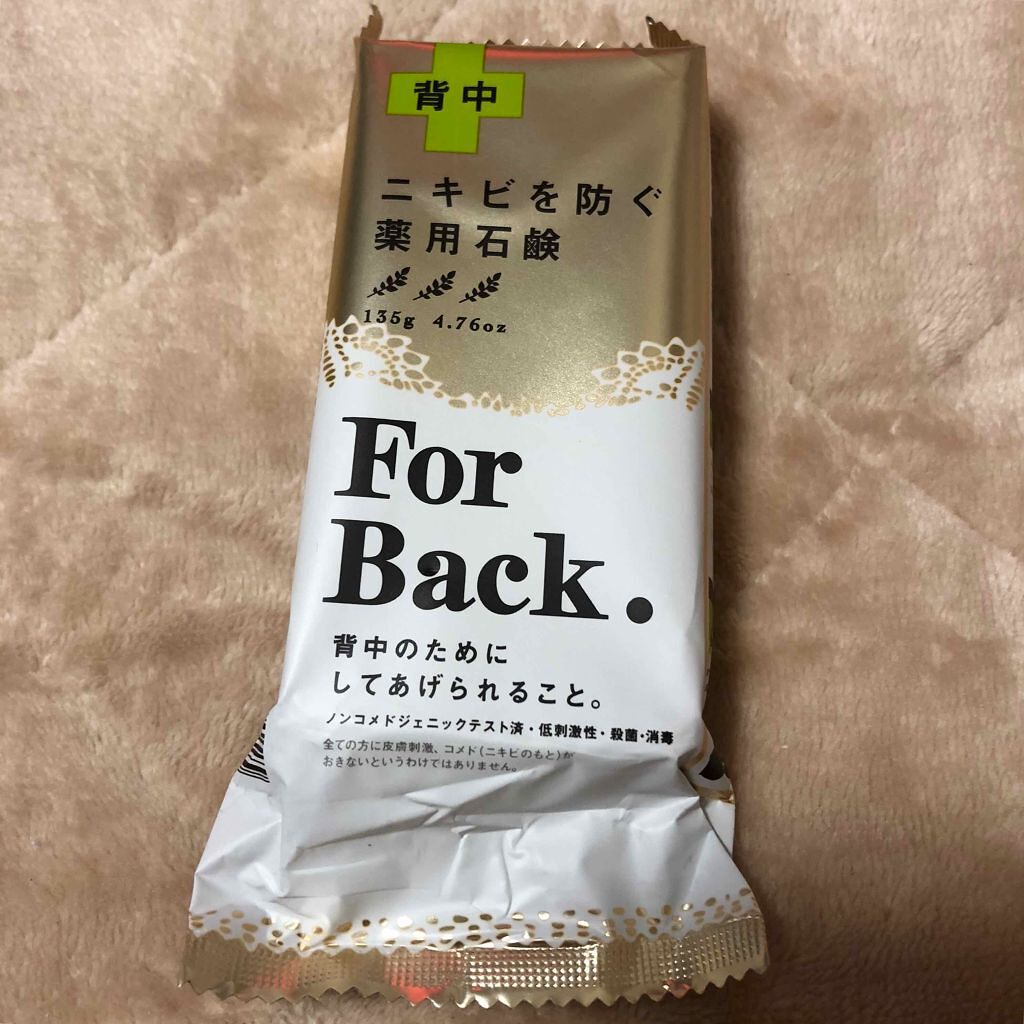 背中
ニキビを防ぐ
薬用石鹸
135g 4.76oz
For
Back.
背中のために
してあげられること。
ノンコメドジェニックテスト済・低刺激性・殺菌・消毒
全ての方に皮膚刺激、コメド(ニキビのもと)が
おきないというわけではありません。